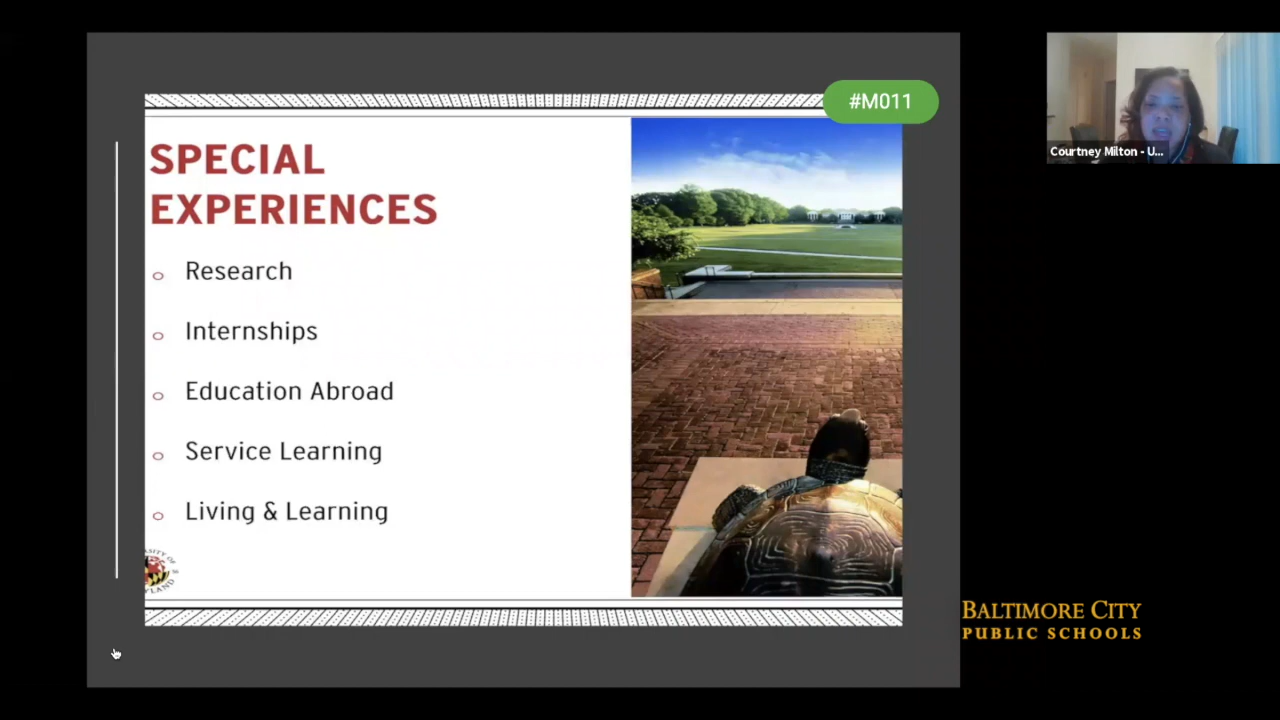 #M011
SPECIAL
EXPERIENCES
o Research
o Internships
o Education Abroad
o Service Learning
o Living & Learning
Courtney Milton - U...
BALTIMORE CITY
PUBLIC SCHOOLS